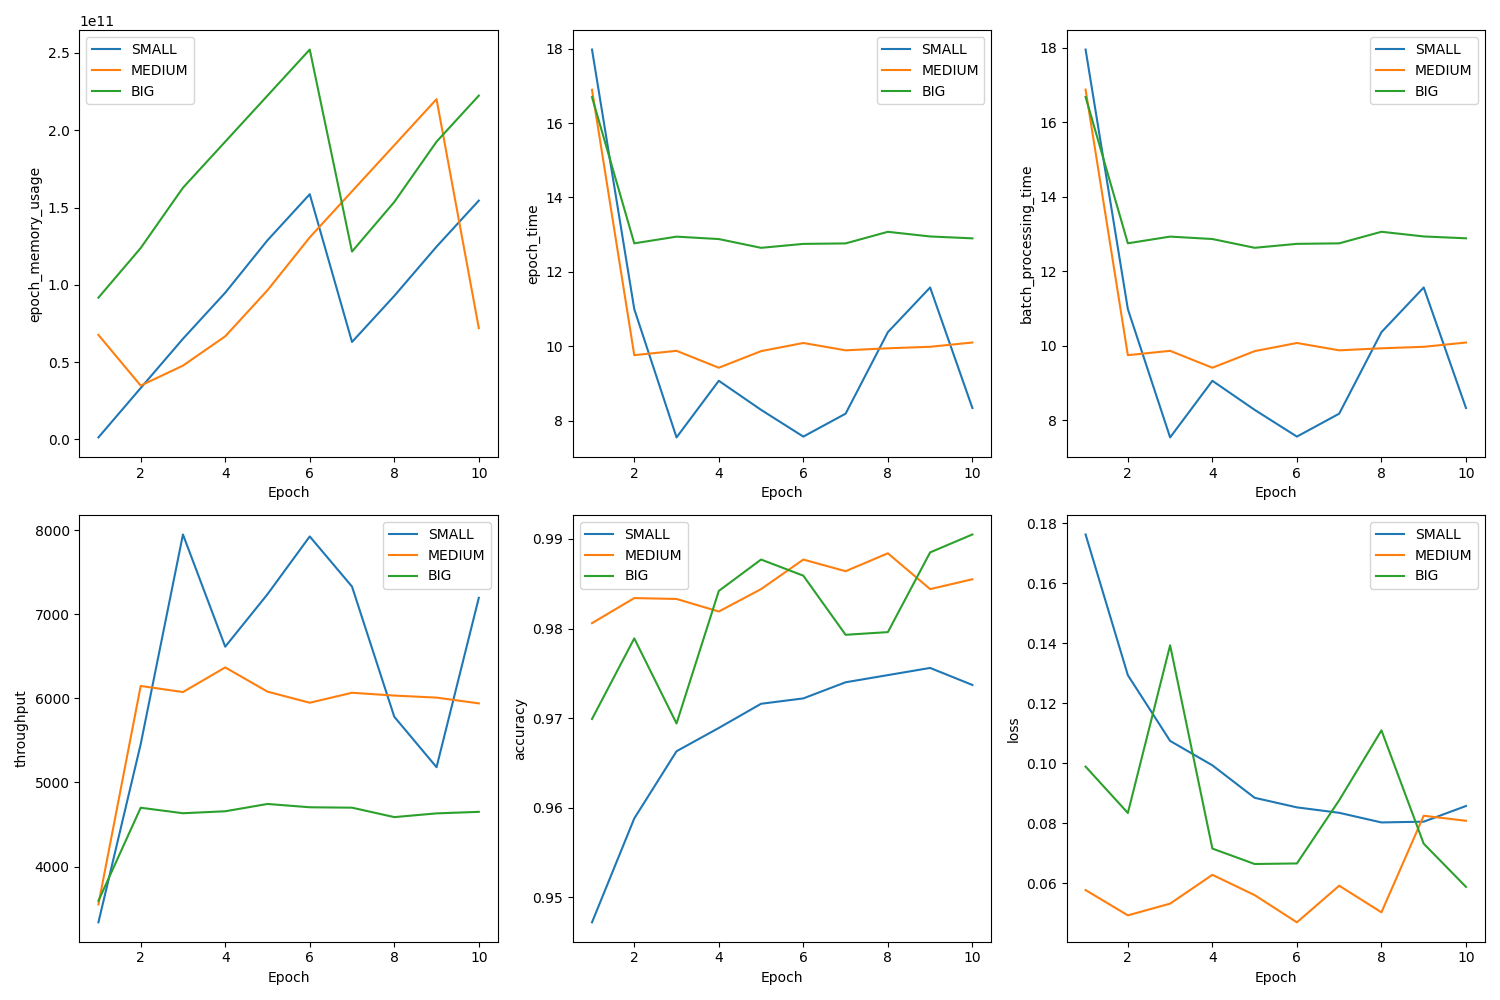 1e11
SMALL
MEDIUM
BIG
2.5
2.0
1.5
1.0
0.5
0.0
epoch_memory_usage
2 4 6 8 10
Epoch
SMALL
MEDIUM
BIG
18
16
14
12
10
8
epoch_time
2 4 6 8 10
Epoch
SMALL
MEDIUM
BIG
18
16
14
12
10
8
batch_processing_time
2 4 6 8 10
Epoch
SMALL
MEDIUM
BIG
8000
7000
6000
5000
4000
throughput
2 4 6 8 10
Epoch
SMALL
MEDIUM
BIG
0.99
0.98
0.97
0.96
0.95
accuracy
2 4 6 8 10
Epoch
SMALL
MEDIUM
BIG
0.18
0.16
0.14
0.12
0.10
0.08
0.06
loss
2 4 6 8 10
Epoch